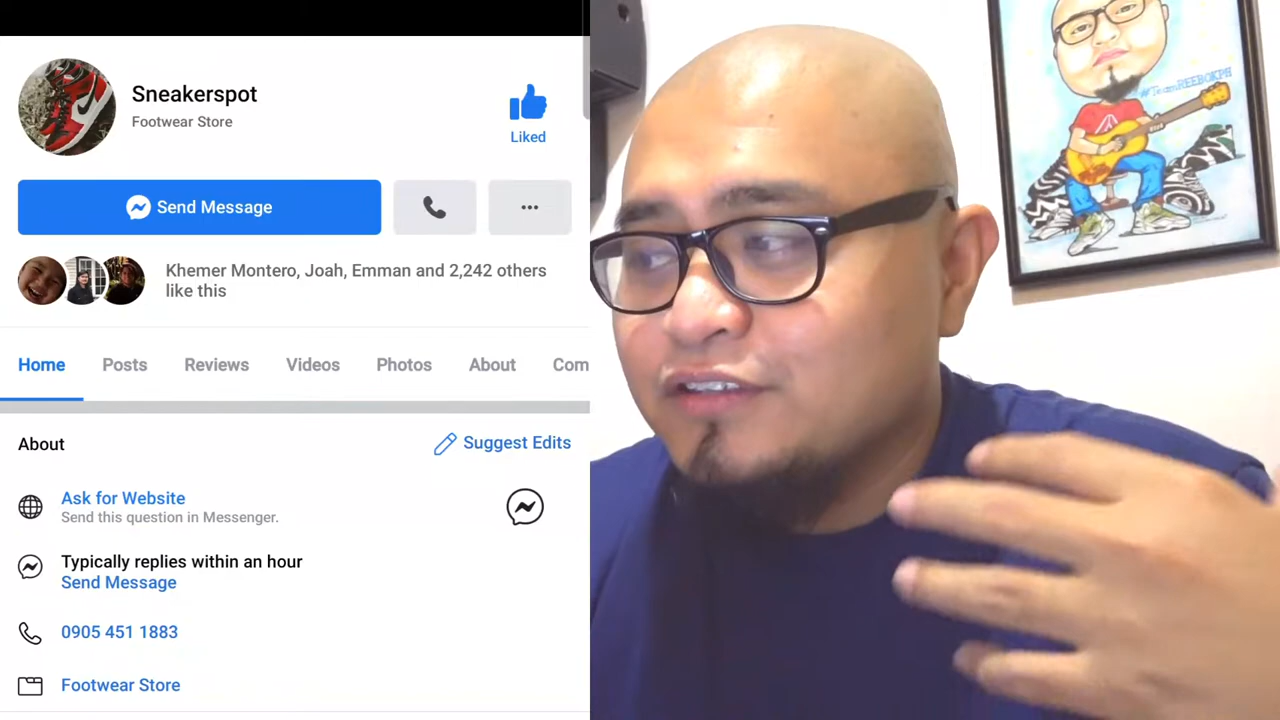 Sneakerspot
Footwear Store
Liked
Send Message
Khemer Montero, Joah, Emman and 2,242 others
like this
Home Posts Reviews Videos Photos About Com
About
Suggest Edits
Ask for Website
Send this question in Messenger.
Typically replies within an hour
Send Message
0905 451 1883
Footwear Store
#TeamREEBOKPH